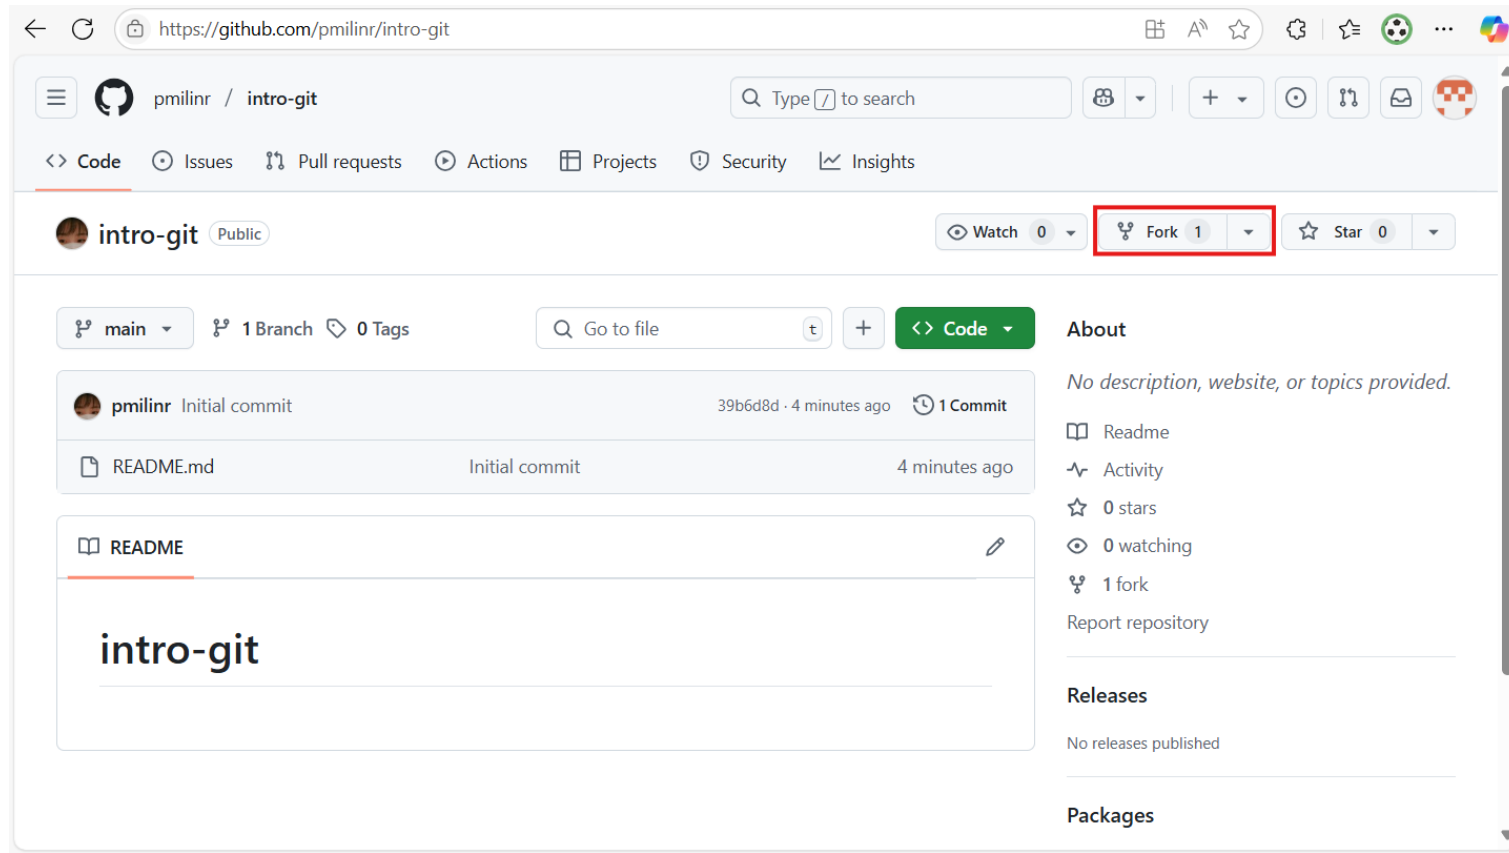 https://github.com/pmilinr/intro-git
pmilinr / intro-git
Type / to search
Code Issues Pull requests Actions Projects Security Insights
intro-git Public
Watch 0 Fork 1 Star 0
main 1 Branch 0 Tags Go to file t + Code
pmilinr Initial commit 39b6d8d · 4 minutes ago 1 Commit
README.md Initial commit 4 minutes ago
README
intro-git
About
No description, website, or topics provided.
Readme
Activity
0 stars
0 watching
1 fork
Report repository
Releases
No releases published
Packages